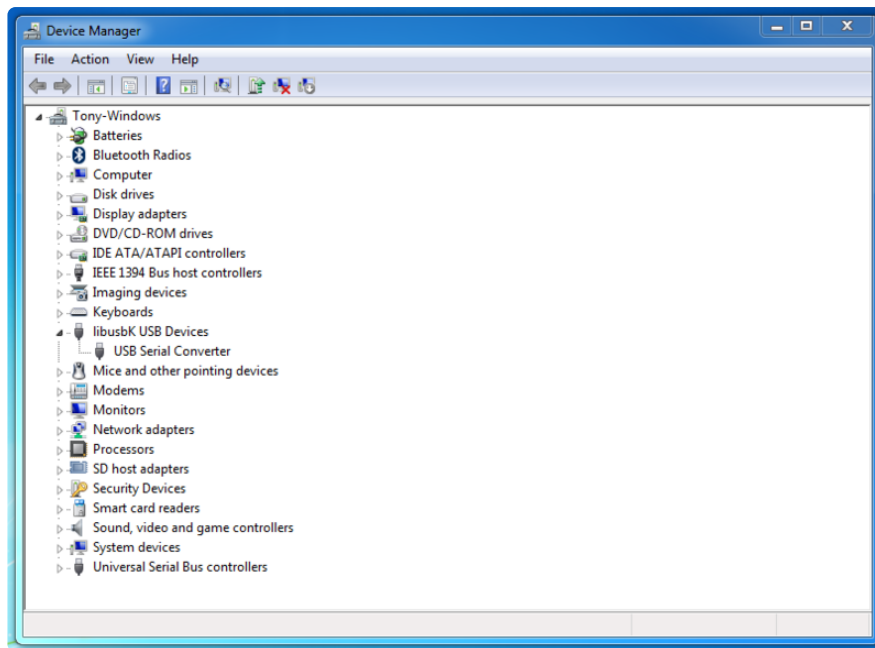 Device Manager
File Action View Help
Tony-Windows
Batteries
Bluetooth Radios
Computer
Disk drives
Display adapters
DVD/CD-ROM drives
IDE ATA/ATAPI controllers
IEEE 1394 Bus host controllers
Imaging devices
Keyboards
libusbK USB Devices
USB Serial Converter
Mice and other pointing devices
Modems
Monitors
Network adapters
Processors
SD host adapters
Security Devices
Smart card readers
Sound, video and game controllers
System devices
Universal Serial Bus controllers